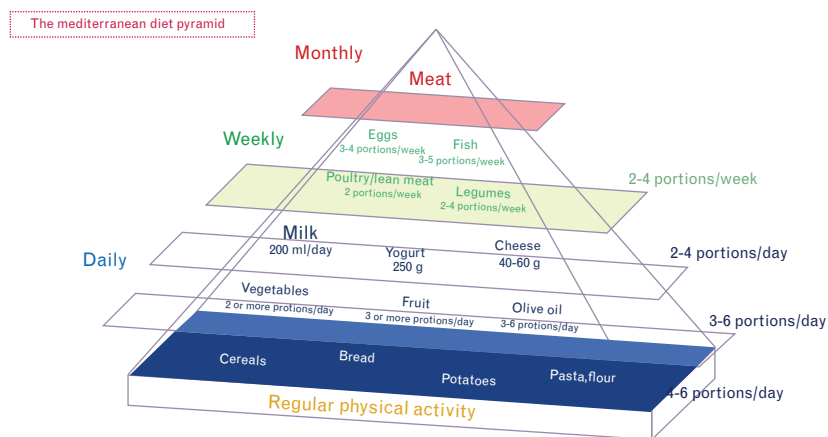 The mediterranean diet pyramid
Monthly
Meat
Weekly
Eggs
3-4 portions/week
Fish
3-5 portions/week
Poultry/lean meat
2 portions/week
Legumes
2-4 portions/week
2-4 portions/week
Daily
Milk
200 ml/day
Yogurt
250 g
Cheese
40-60 g
2-4 portions/day
Vegetables
2 or more protions/day
Fruit
3 or more protions/day
Olive oil
3-6 protions/day
3-6 portions/day
Cereals
Bread
Potatoes
Pasta,flour
4-6 portions/day
Regular physical activity